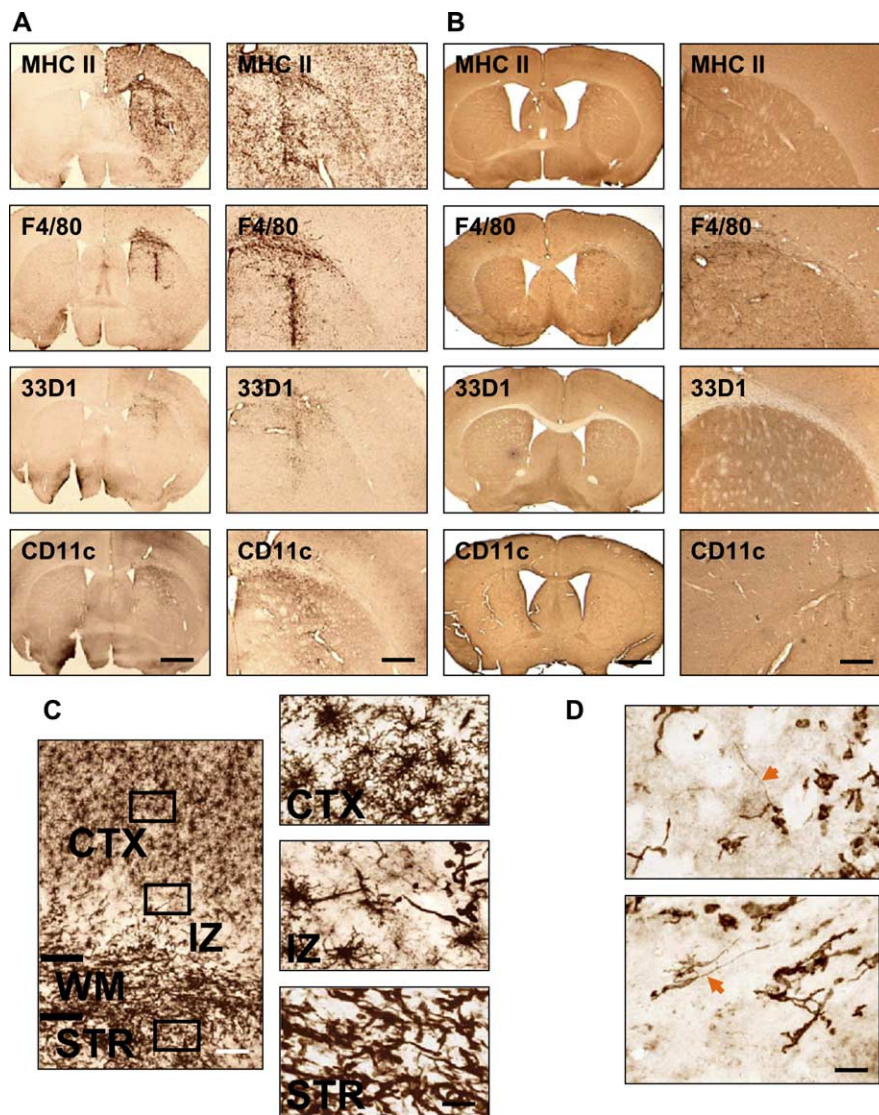 A
B
MHC II
MHC II
MHC II
MHC II
F4/80
F4/80
F4/80
F4/80
33D1
33D1
33D1
33D1
CD11c
CD11c
CD11c
CD11c
C
D
CTX
IZ
WM
STR
CTX
IZ
STR